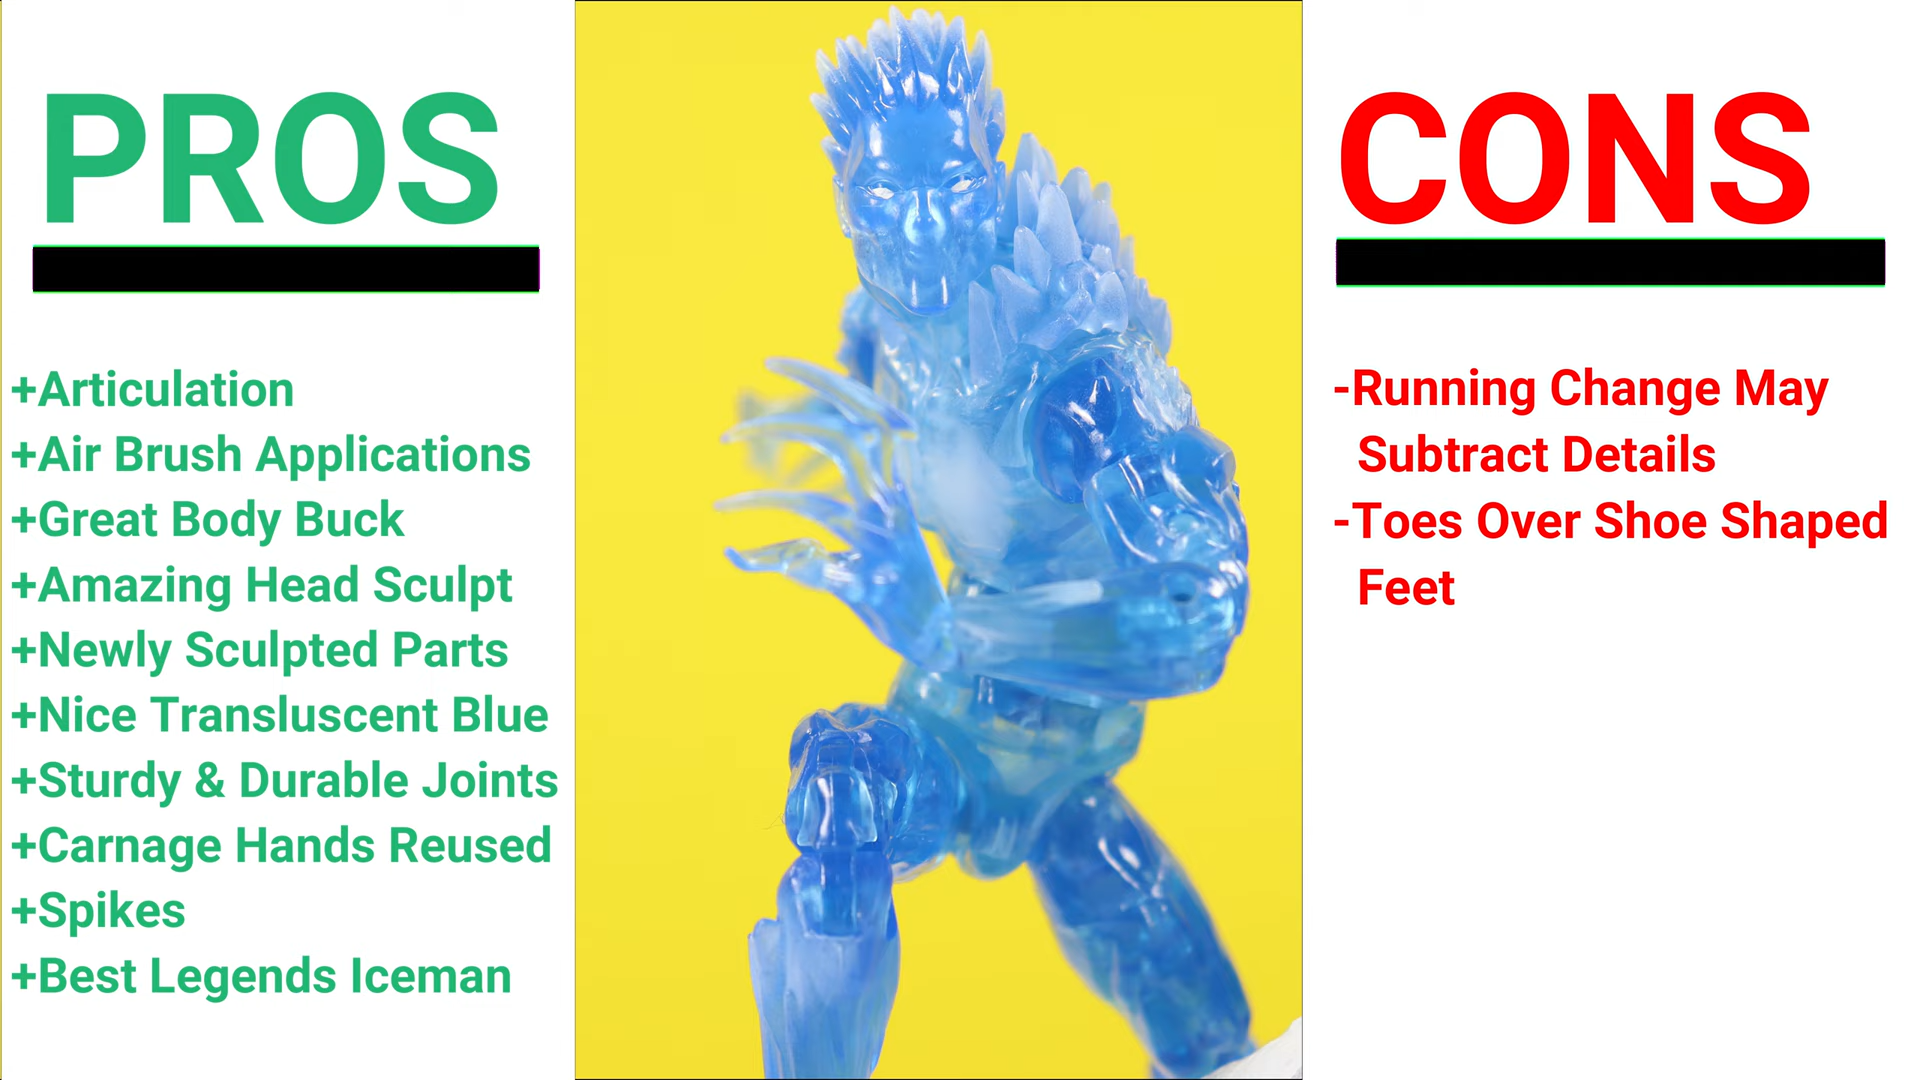 PROS
+Articulation
+Air Brush Applications
+Great Body Buck
+Amazing Head Sculpt
+Newly Sculpted Parts
+Nice Transluscent Blue
+Sturdy & Durable Joints
+Carnage Hands Reused
+Spikes
+Best Legends Iceman
CONS
-Running Change May
Subtract Details
-Toes Over Shoe Shaped
Feet